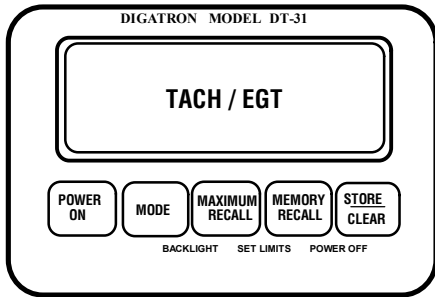 DIGATRON MODEL DT-31
TACH / EGT
POWER ON
MODE
MAXIMUM RECALL
MEMORY RECALL
STORE CLEAR
BACKLIGHT SET LIMITS POWER OFF